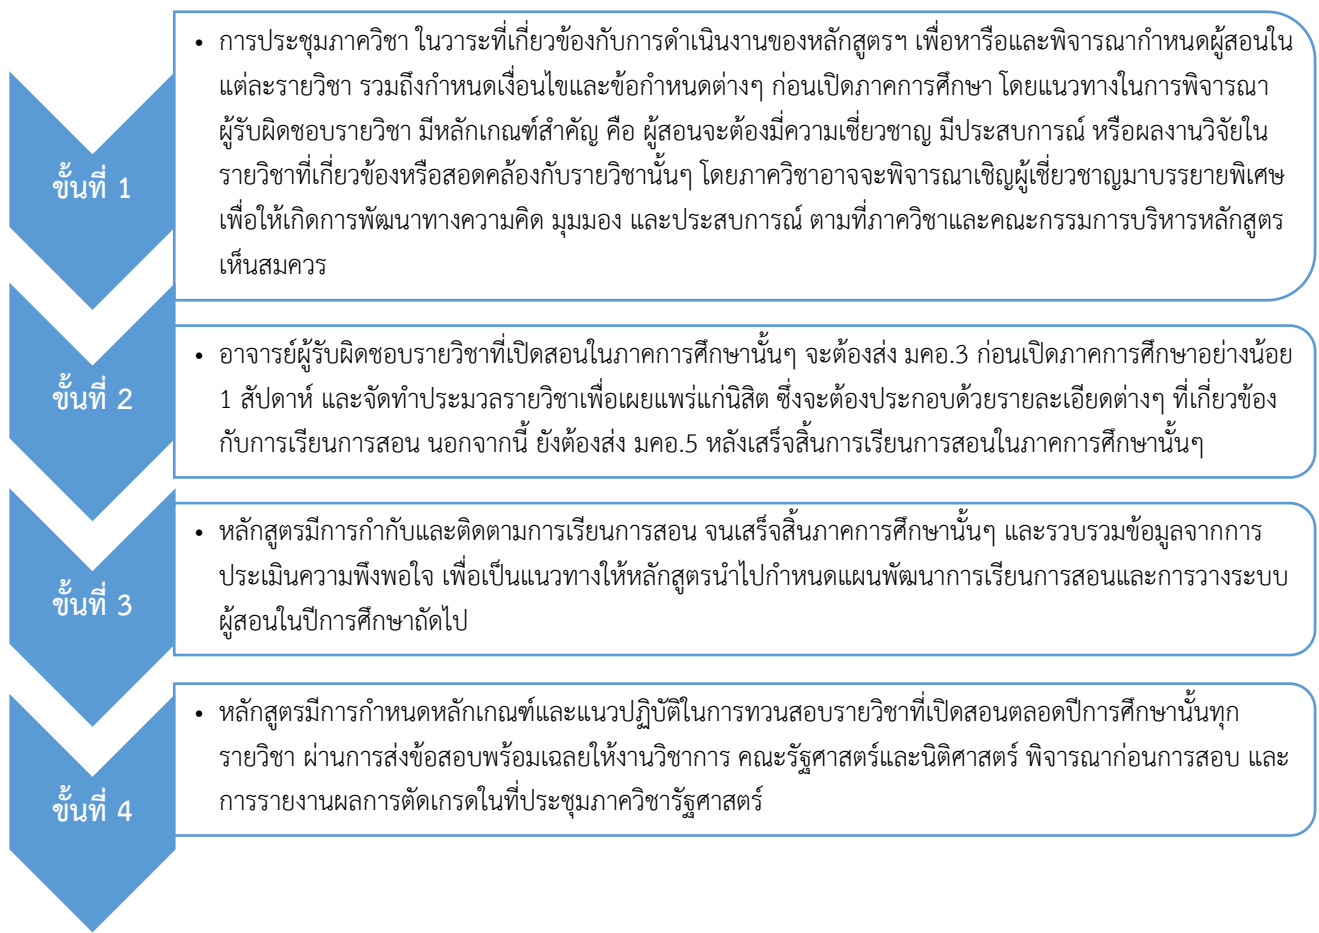 • การประชุมภาควิชา ในวาระที่เกี่ยวข้องกับการดำเนินงานของหลักสูตรฯ เพื่อหารือและพิจารณากำหนดผู้สอนใน
แต่ละรายวิชา รวมถึงกำหนดเงื่อนไขและข้อกำหนดต่างๆ ก่อนเปิดภาคการศึกษา โดยแนวทางในการพิจารณา
ผู้รับผิดชอบรายวิชา มีหลักเกณฑ์สำคัญ คือ ผู้สอนจะต้องมี่ความเชี่ยวชาญ มีประสบการณ์ หรือผลงานวิจัยใน
ขั้นที่ 1
รายวิชาที่เกี่ยวข้องหรือสอดคล้องกับรายวิชานั้นๆ โดยภาควิชาอาจจะพิจารณาเชิญผู้เชี่ยวชาญมาบรรยายพิเศษ
เพื่อให้เกิดการพัฒนาทางความคิด มุมมอง และประสบการณ์ ตามที่ภาควิชาและคณะกรรมการบริหารหลักสูตร
เห็นสมควร
• อาจารย์ผู้รับผิดชอบรายวิชาที่เปิดสอนในภาคการศึกษานั้นๆ จะต้องส่ง มคอ.3 ก่อนเปิดภาคการศึกษาอย่างน้อย
ขั้นที่ 2
1 สัปดาห์ และจัดทำประมวลรายวิชาเพื่อเผยแพร่แก่นิสิต ซึ่งจะต้องประกอบด้วยรายละเอียดต่างๆ ที่เกี่ยวข้อง
กับการเรียนการสอน นอกจากนี้ ยังต้องส่ง มคอ.5 หลังเสร็จสิ้นการเรียนการสอนในภาคการศึกษานั้นๆ
• หลักสูตรมีการกำกับและติดตามการเรียนการสอน จนเสร็จสิ้นภาคการศึกษานั้นๆ และรวบรวมข้อมูลจากการ
ประเมินความพึงพอใจ เพื่อเป็นแนวทางให้หลักสูตรนำไปกำหนดแผนพัฒนาการเรียนการสอนและการวางระบบ
ขั้นที่ 3
ผู้สอนในปีการศึกษาถัดไป
• หลักสูตรมีการกำหนดหลักเกณฑ์และแนวปฏิบัติในการทวนสอบรายวิชาที่เปิดสอนตลอดปีการศึกษานั้นทุก
รายวิชา ผ่านการส่งข้อสอบพร้อมเฉลยให้งานวิชาการ คณะรัฐศาสตร์และนิติศาสตร์ พิจารณาก่อนการสอบ และ
ขั้นที่ 4
การรายงานผลการตัดเกรดในที่ประชุมภาควิชารัฐศาสตร์